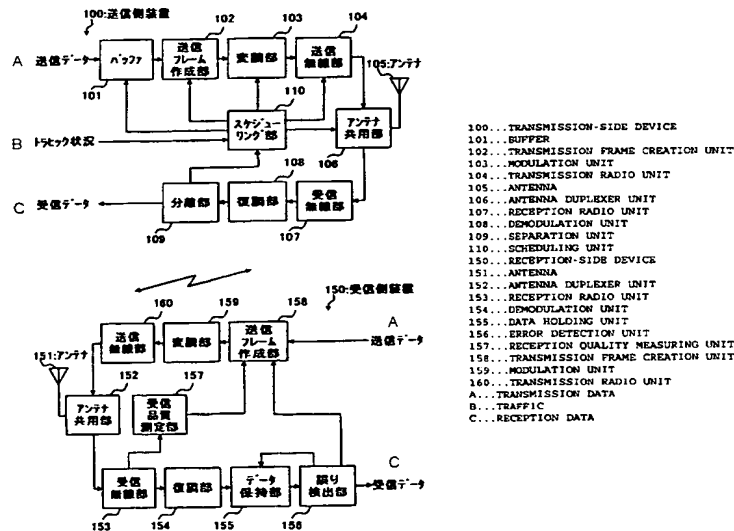 100:送信側装置
102
103
104
A 送信データ
バッファ
送信
フレーム
作成部
変調部
送信
無線部
105:アンテナ
101
110
B トラヒック状況
スケジュー
リング部
アンテナ
共用部
106
108
C 受信データ
分離部
復調部
受信
無線部
109
107
150:受信側装置
160
159
158
A
送信
無線部
変調部
送信
フレーム
作成部
送信データ
151:アンテナ
152
157
アンテナ
共用部
受信
品質
測定部
C
受信
無線部
復調部
データ
保持部
誤り
検出部
受信データ
153
154
155
156
100...TRANSMISSION-SIDE DEVICE
101...BUFFER
102...TRANSMISSION FRAME CREATION UNIT
103...MODULATION UNIT
104...TRANSMISSION RADIO UNIT
105...ANTENNA
106...ANTENNA DUPLEXER UNIT
107...RECEPTION RADIO UNIT
108...DEMODULATION UNIT
109...SEPARATION UNIT
110...SCHEDULING UNIT
150...RECEPTION-SIDE DEVICE
151...ANTENNA
152...ANTENNA DUPLEXER UNIT
153...RECEPTION RADIO UNIT
154...DEMODULATION UNIT
155...DATA HOLDING UNIT
156...ERROR DETECTION UNIT
157...RECEPTION QUALITY MEASURING UNIT
158...TRANSMISSION FRAME CREATION UNIT
159...MODULATION UNIT
160...TRANSMISSION RADIO UNIT
A...TRANSMISSION DATA
B...TRAFFIC
C...RECEPTION DATA